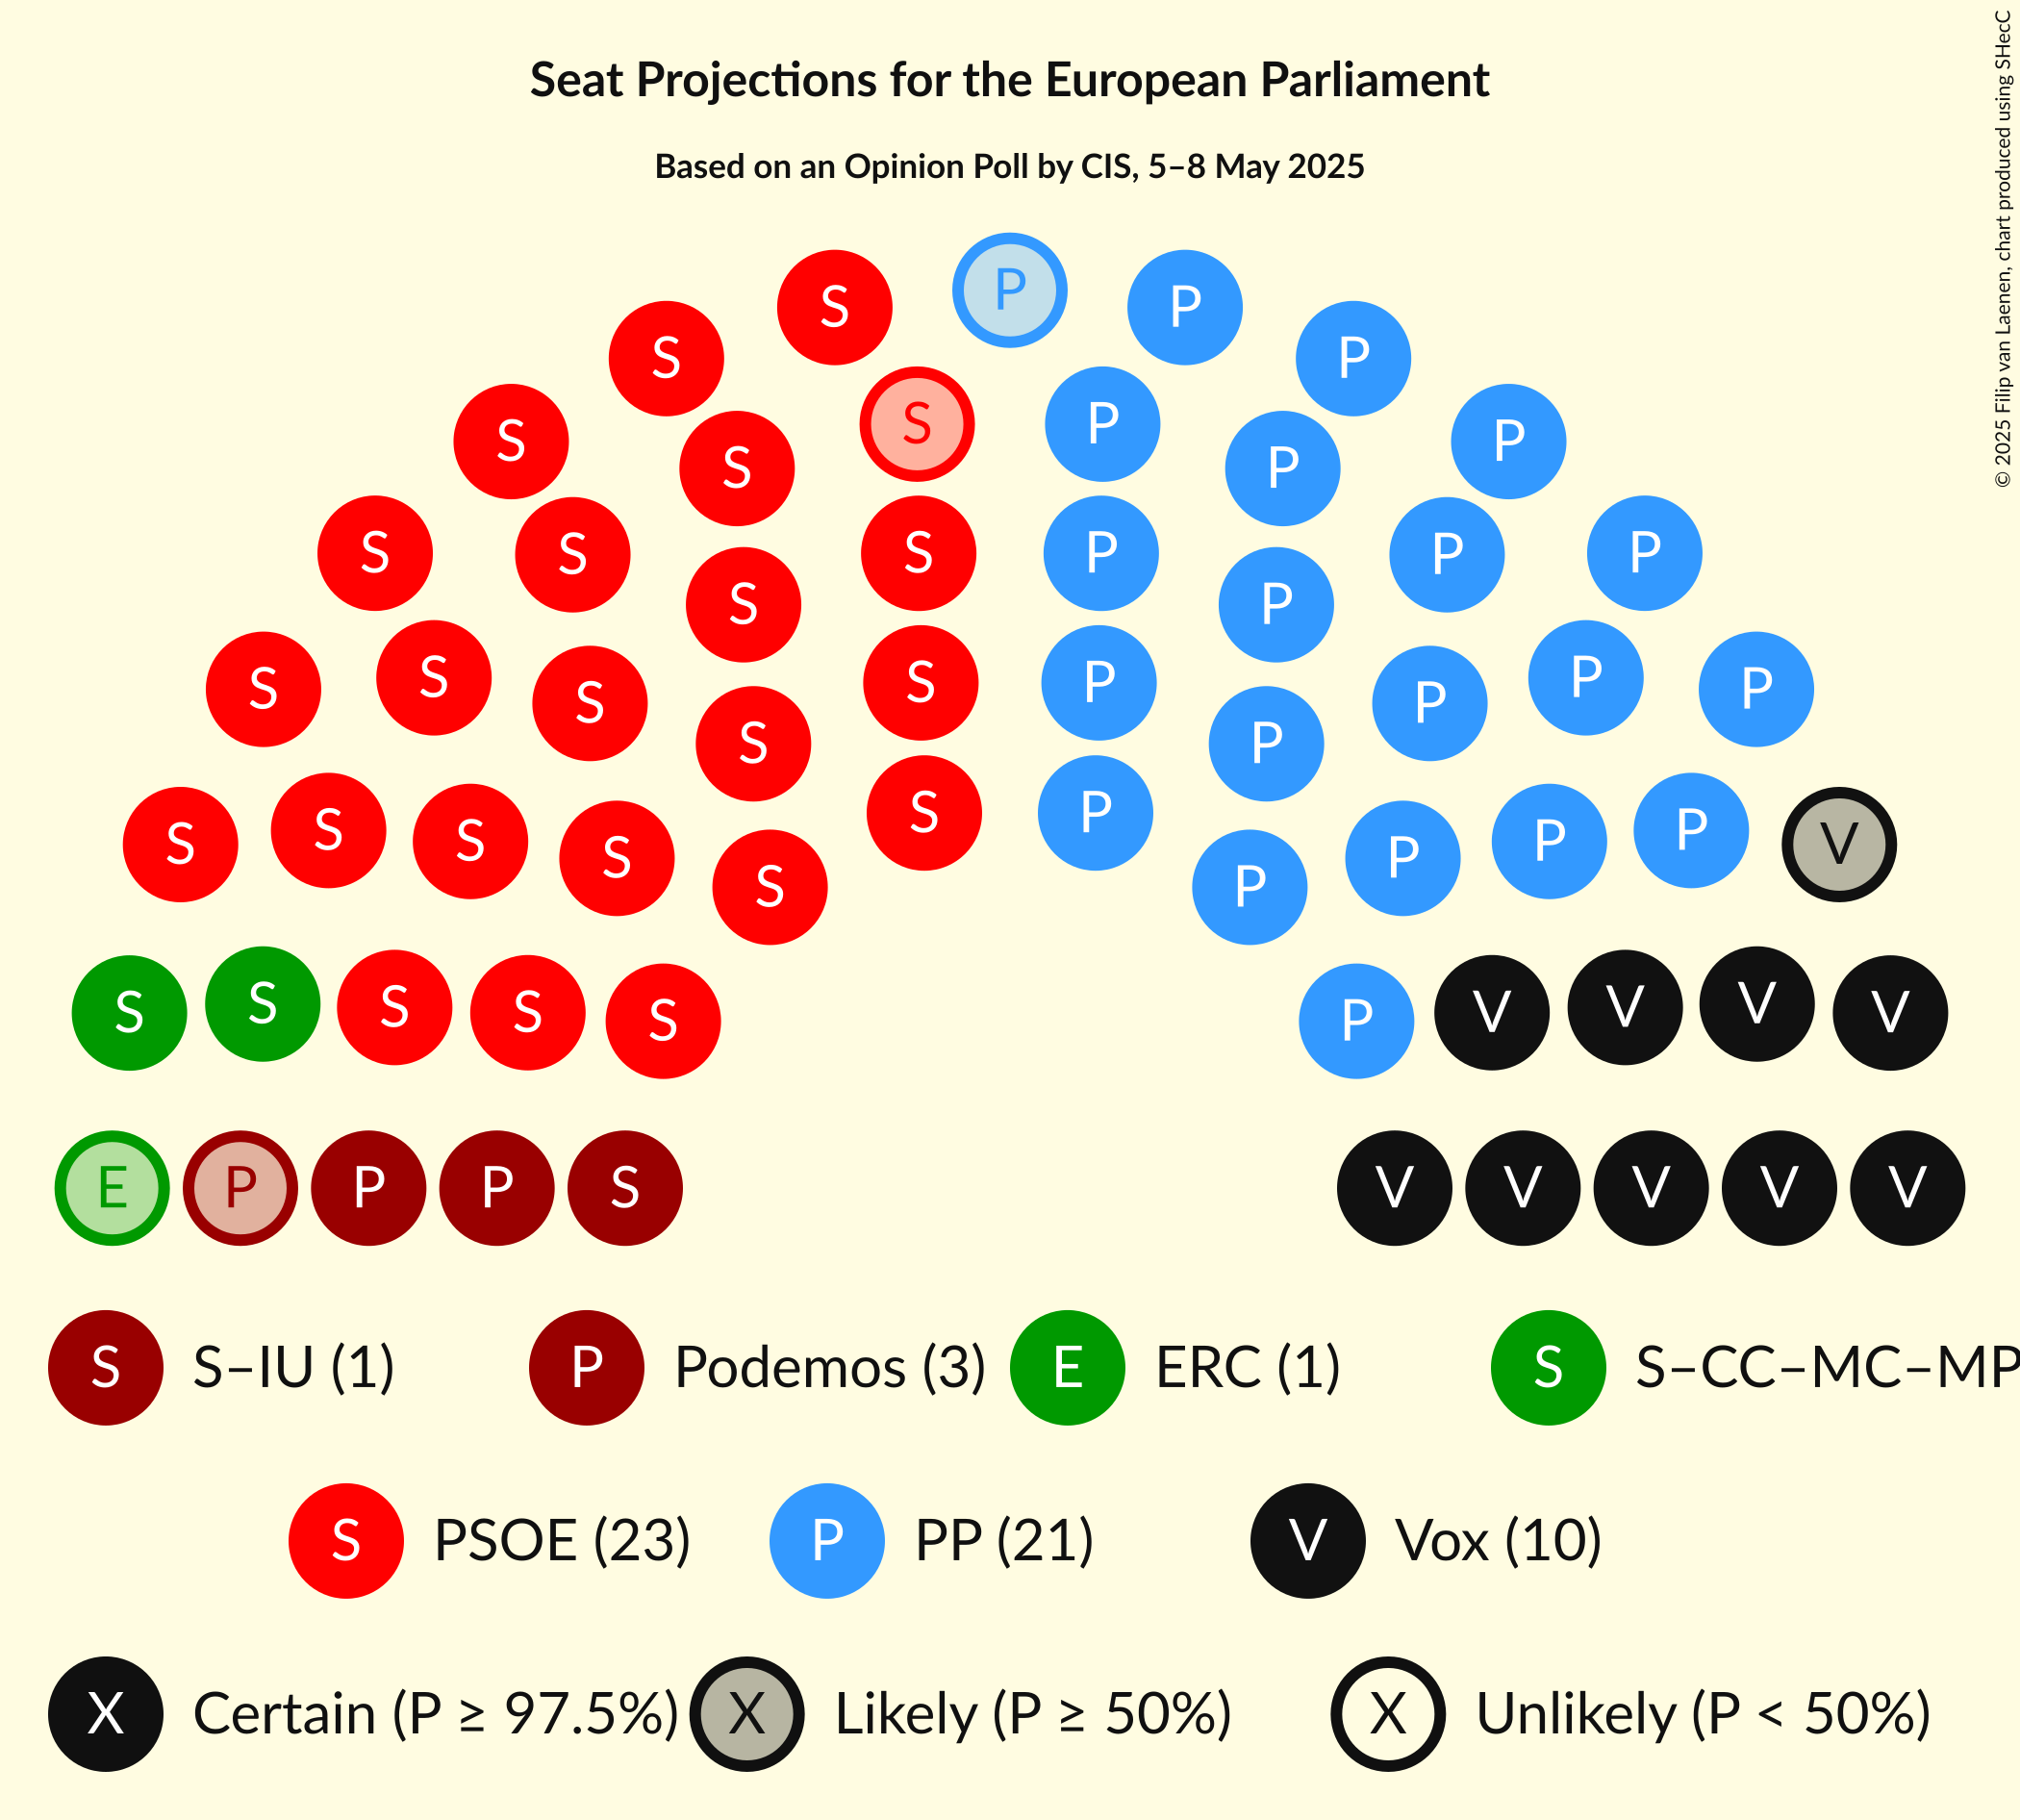 Seat Projections for the European Parliament
Based on an Opinion Poll by CIS, 5–8 May 2025
© 2025 Filip van Laenen, chart produced using SHecC
P
S P
S P
S P P
S P
S S P P
S S P P
S S P P
S S P P
S S P P
S S P P
S S P P
S S P P
S S P P V
S S P P
S P
S S S S P V V V V
E P P P S V V V V V
S S–IU (1) P Podemos (3) E ERC (1) S S–CC–MC–MP
S PSOE (23) P PP (21) V Vox (10)
X Certain (P ≥ 97.5%) X Likely (P ≥ 50%) X Unlikely (P < 50%)